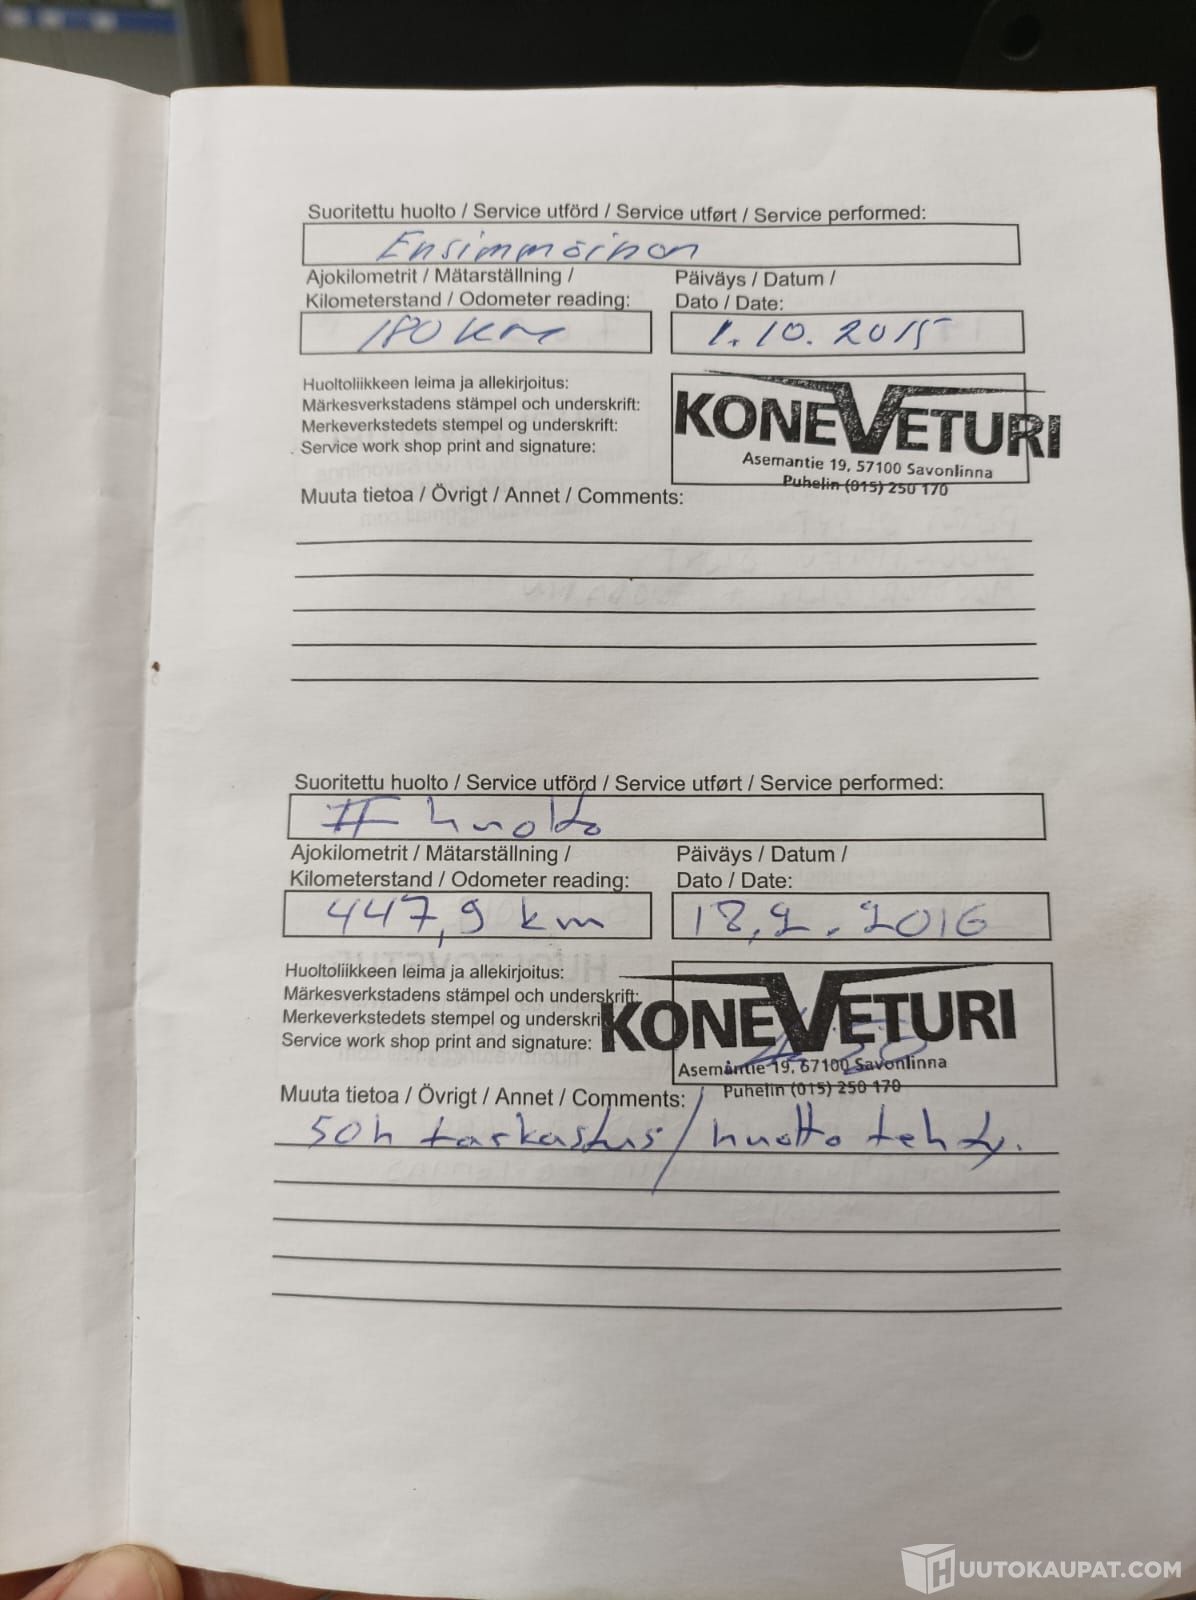 Suoritettu huolto / Service utförd / Service utført / Service performed:
Ensimmäinen
Ajokilometrit / Mätarställning /
Kilometerstand / Odometer reading:
Päiväys / Datum /
Dato / Date:
180 km
1.10.2015
Huoltoliikkeen leima ja allekirjoitus:
Märkesverkstadens stämpel och underskrift:
Merkeverkstedets stempel og underskrift:
Service work shop print and signature:
KONEVETURI
Asemantie 19, 57100 Savonlinna
Puhelin (015) 250 170
Muuta tietoa / Övrigt / Annet / Comments:
Suoritettu huolto / Service utförd / Service utført / Service performed:
II huolto
Ajokilometrit / Mätarställning /
Kilometerstand / Odometer reading:
Päiväys / Datum /
Dato / Date:
447,9 km
18.2.2016
Huoltoliikkeen leima ja allekirjoitus:
Märkesverkstadens stämpel och underskrift:
Merkeverkstedets stempel og underskri
Service work shop print and signature:
KONEVETURI
Asemantie 19, 57100 Savonlinna
Puhelin (015) 250 170
Muuta tietoa / Övrigt / Annet / Comments:
50h tarkastus / huolto tehty.
HUUTOKAUPAT.COM